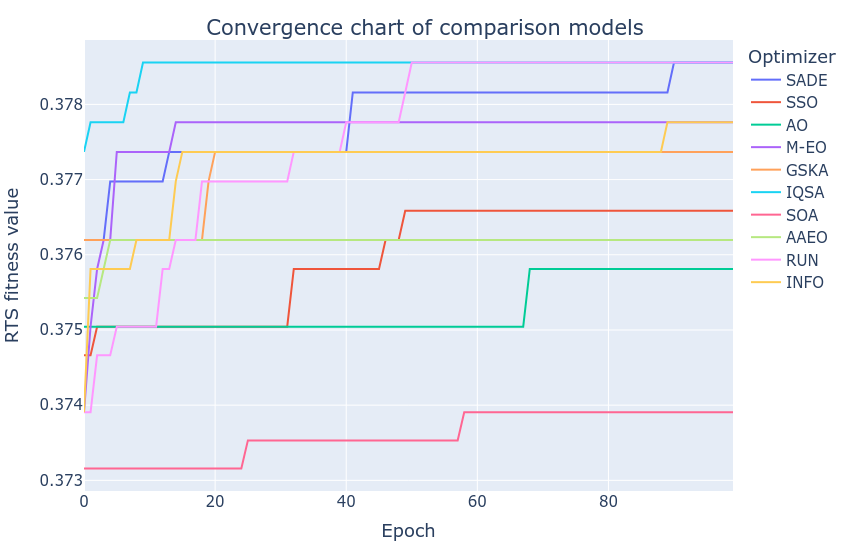 Convergence chart of comparison models
RTS fitness value
0.378
0.377
0.376
0.375
0.374
0.373
0
20
40
60
80
Epoch
Optimizer
SADE
SSO
AO
M-EO
GSKA
IQSA
SOA
AAEO
RUN
INFO